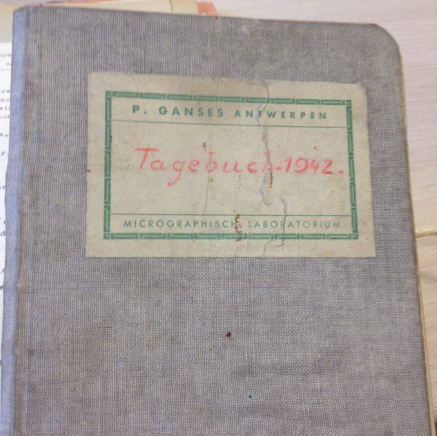 P. GANSES ANTWERPEN
Tagebuch-1942.
MICROGRAPHISCH LABORATORIUM